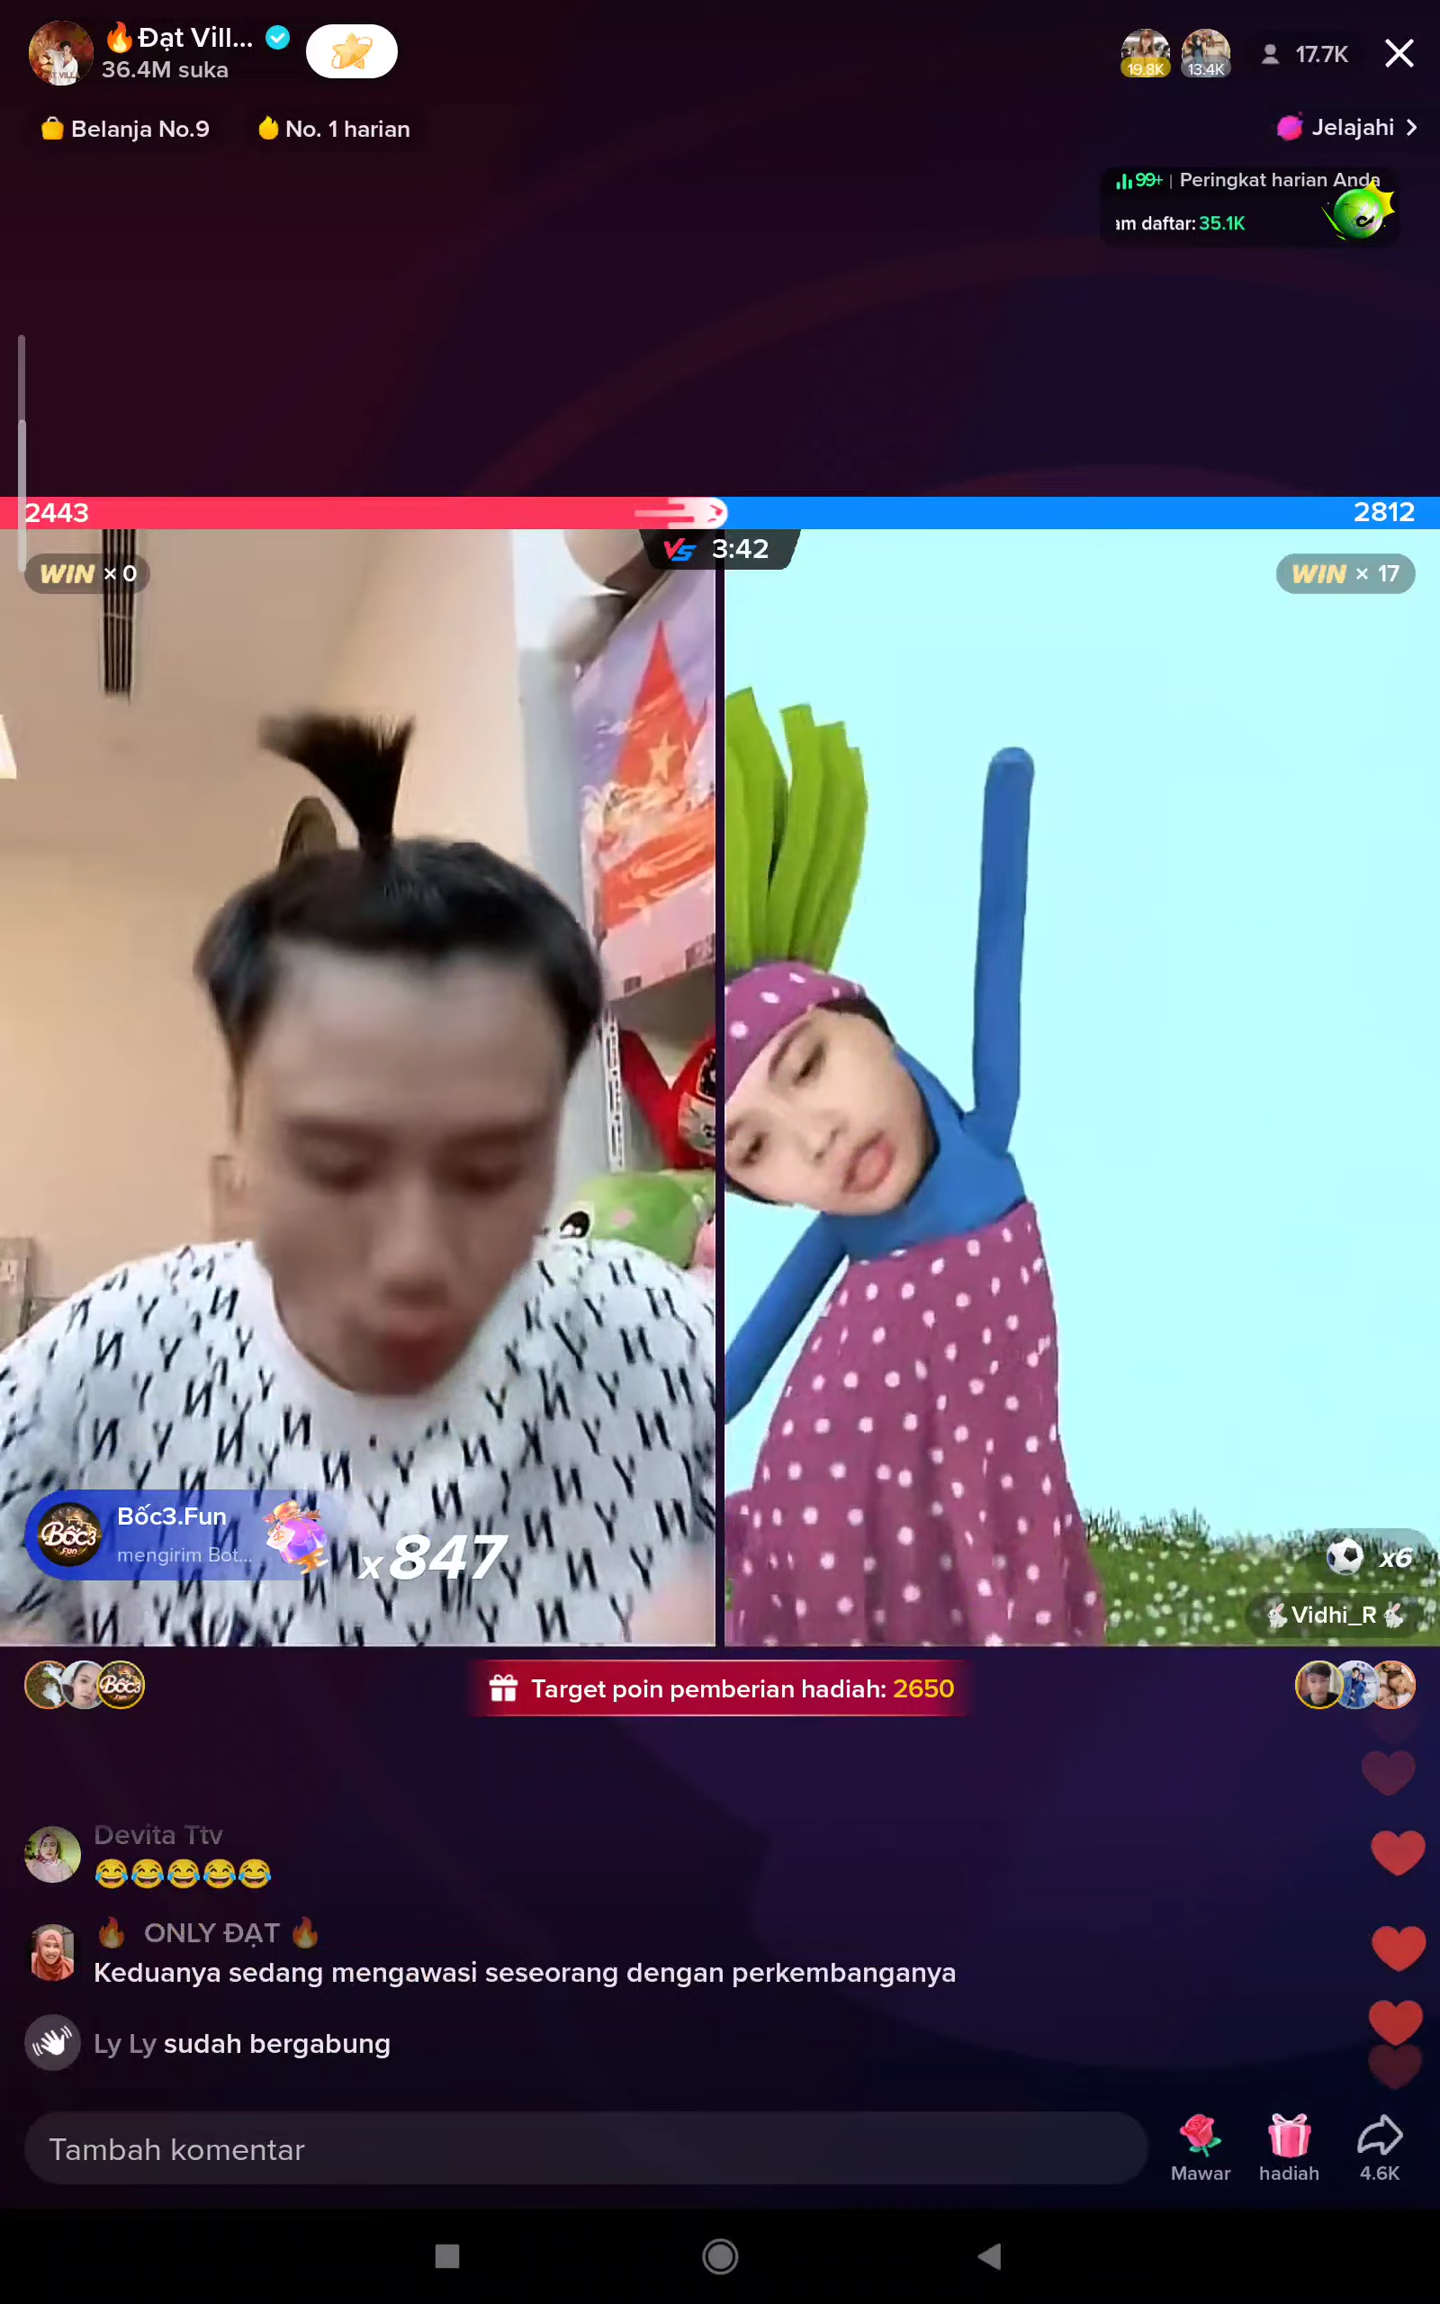 🔥Đạt Vill...
36.4M suka
19.8K
13.4K
17.7K
Belanja No.9
No. 1 harian
Jelajahi >
99+ | Peringkat harian Anda
am daftar: 35.1K
2443
2812
VS 3:42
WIN × 0
WIN × 17
Bốc3.Fun
mengirim Bot...
x847
x6
🐇Vidhi_R🐇
Target poin pemberian hadiah: 2650
Devita Ttv
😂😂😂😂😂
🔥 ONLY ĐẠT 🔥
Keduanya sedang mengawasi seseorang dengan perkembanganya
Ly Ly sudah bergabung
Tambah komentar
Mawar
hadiah
4.6K